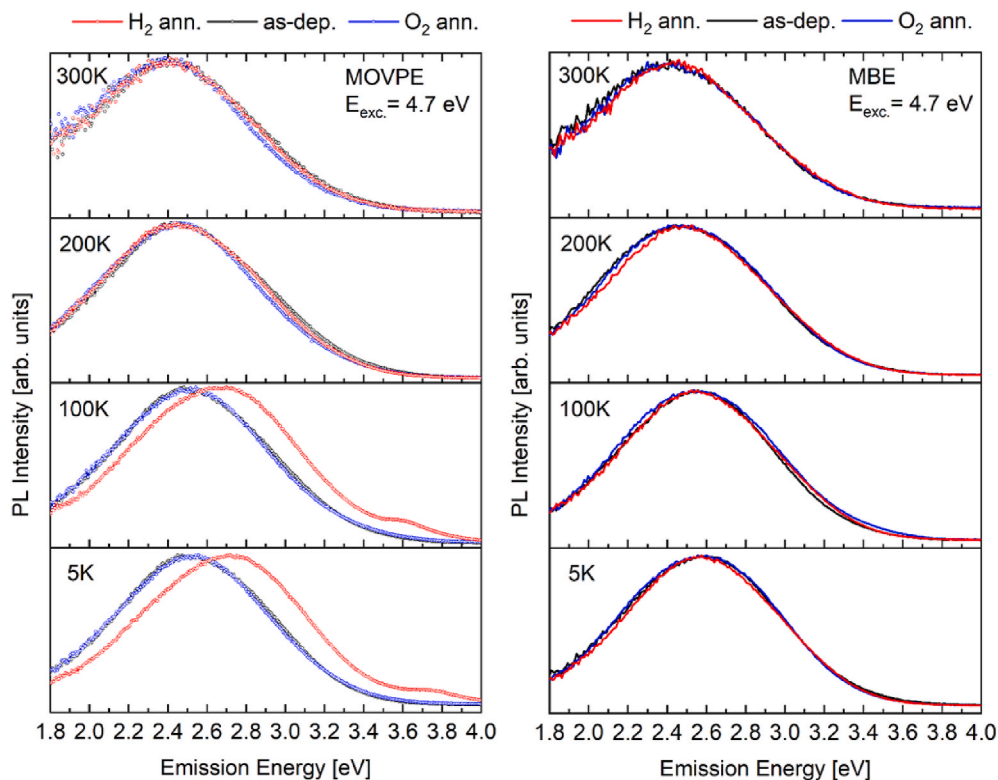 H₂ ann. as-dep. O₂ ann.
300K MOVPE
E_exc. = 4.7 eV
200K
100K
5K
PL Intensity [arb. units]
1.8 2.0 2.2 2.4 2.6 2.8 3.0 3.2 3.4 3.6 3.8 4.0
Emission Energy [eV]
H₂ ann. as-dep. O₂ ann.
300K MBE
E_exc. = 4.7 eV
200K
100K
5K
PL Intensity [arb. units]
1.8 2.0 2.2 2.4 2.6 2.8 3.0 3.2 3.4 3.6 3.8 4.0
Emission Energy [eV]